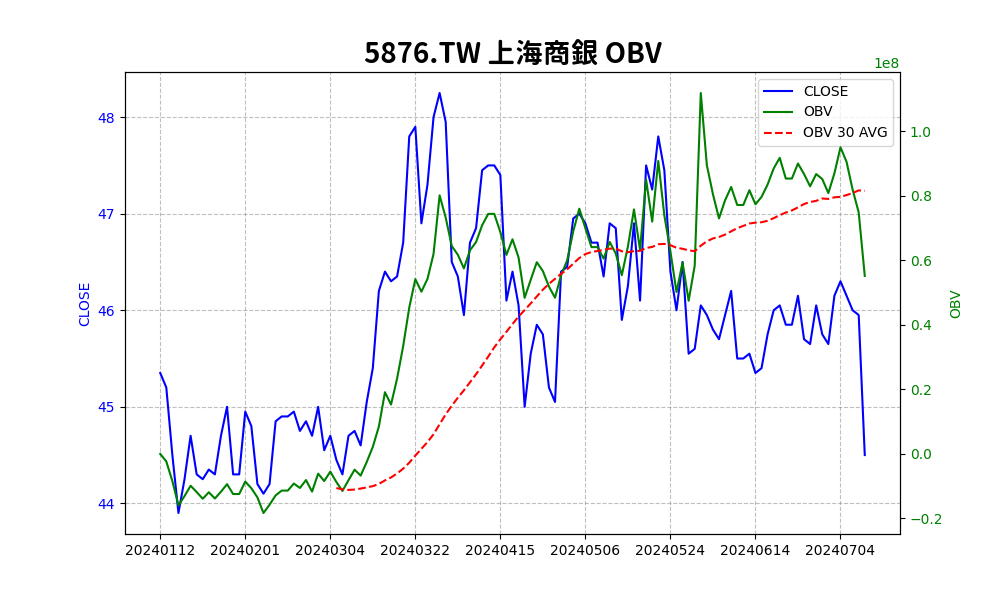 5876.TW 上海商銀 OBV
1e8
CLOSE
OBV
OBV 30 AVG
48
47
46
45
44
CLOSE
1.0
0.8
0.6
0.4
0.2
0.0
−0.2
OBV
20240112 20240201 20240304 20240322 20240415 20240506 20240524 20240614 20240704